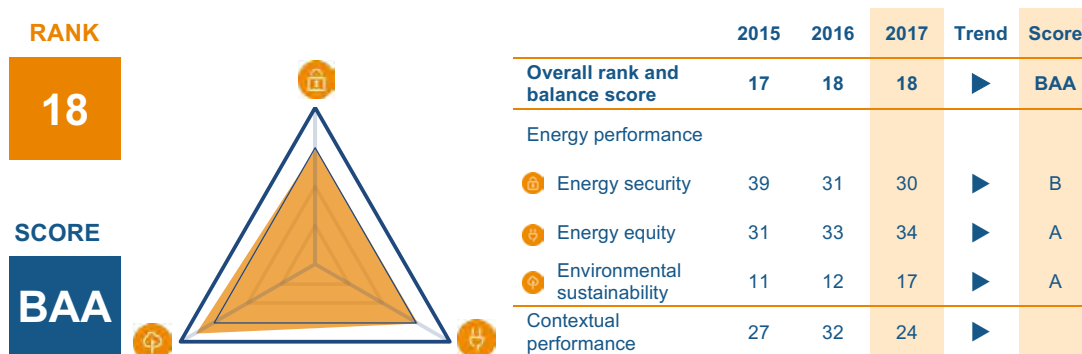 RANK
18
SCORE
BAA
2015 2016 2017 Trend Score
Overall rank and
balance score 17 18 18 ▶ BAA
Energy performance
Energy security 39 31 30 ▶ B
Energy equity 31 33 34 ▶ A
Environmental
sustainability 11 12 17 ▶ A
Contextual
performance 27 32 24 ▶